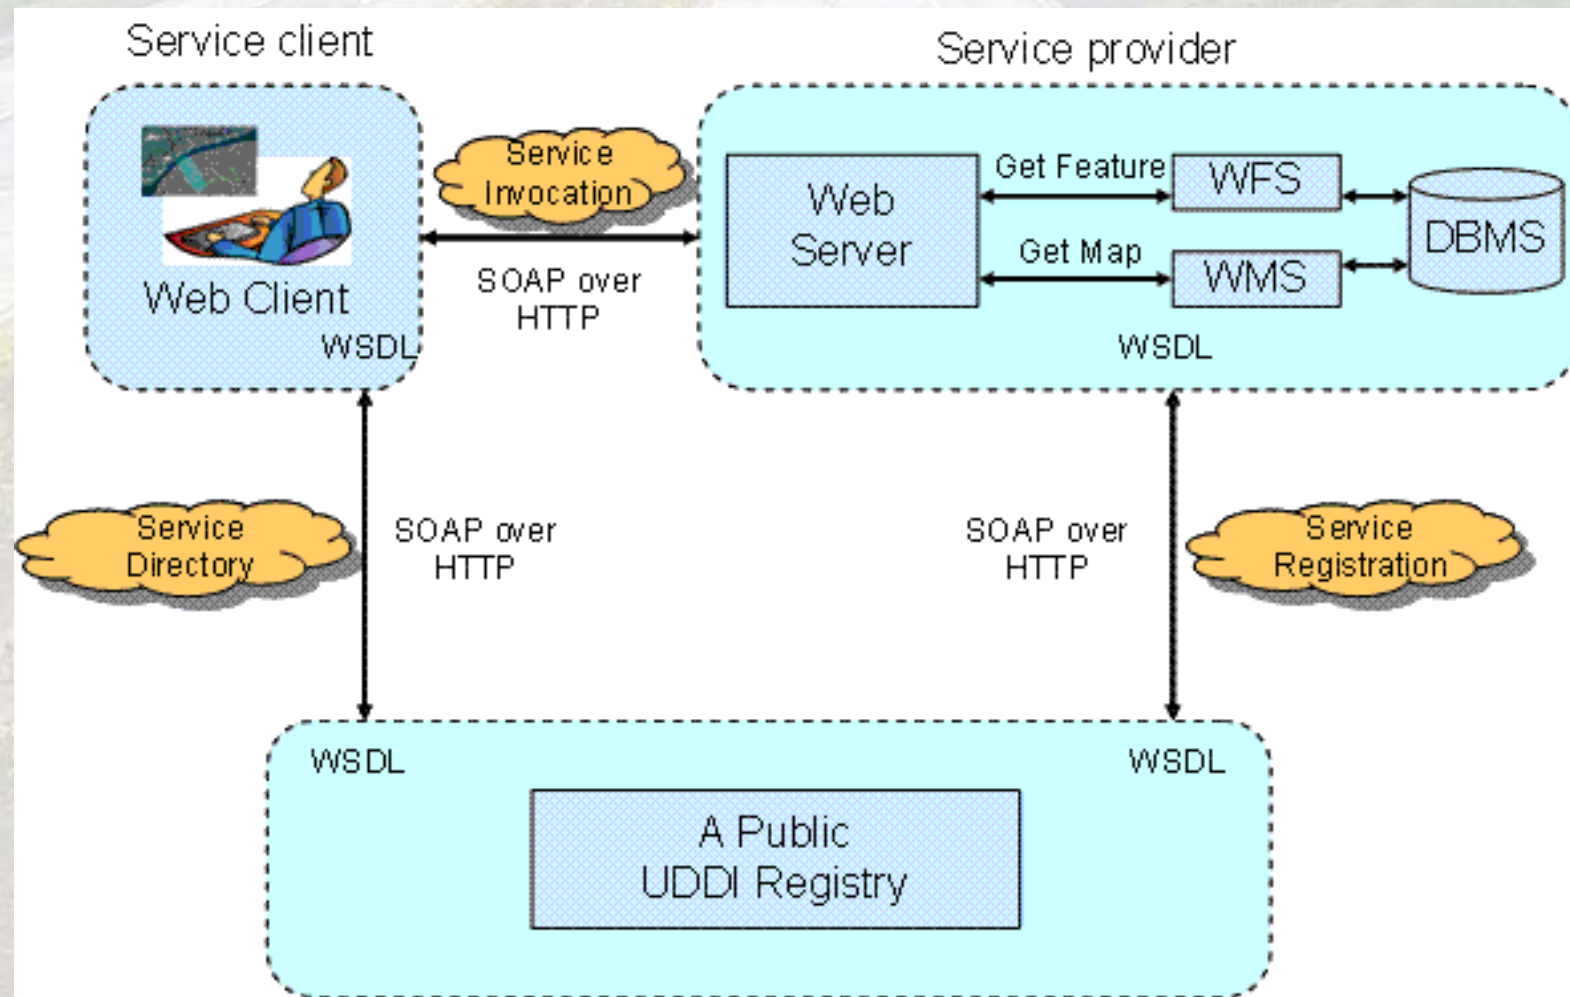 Service client
Service provider
Service
Invocation
Web Client
WSDL
SOAP over
HTTP
Web
Server
Get Feature
Get Map
WFS
WMS
DBMS
WSDL
Service
Directory
SOAP over
HTTP
SOAP over
HTTP
Service
Registration
WSDL
WSDL
A Public
UDDI Registry